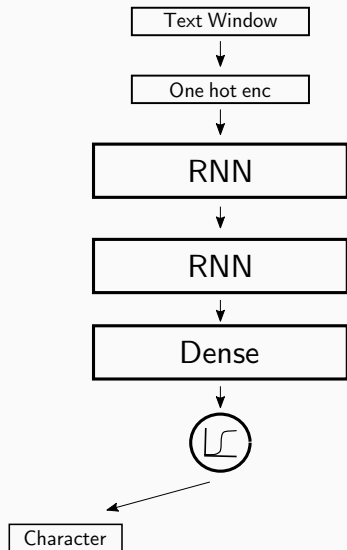 Text Window
One hot enc
RNN
RNN
Dense
Character